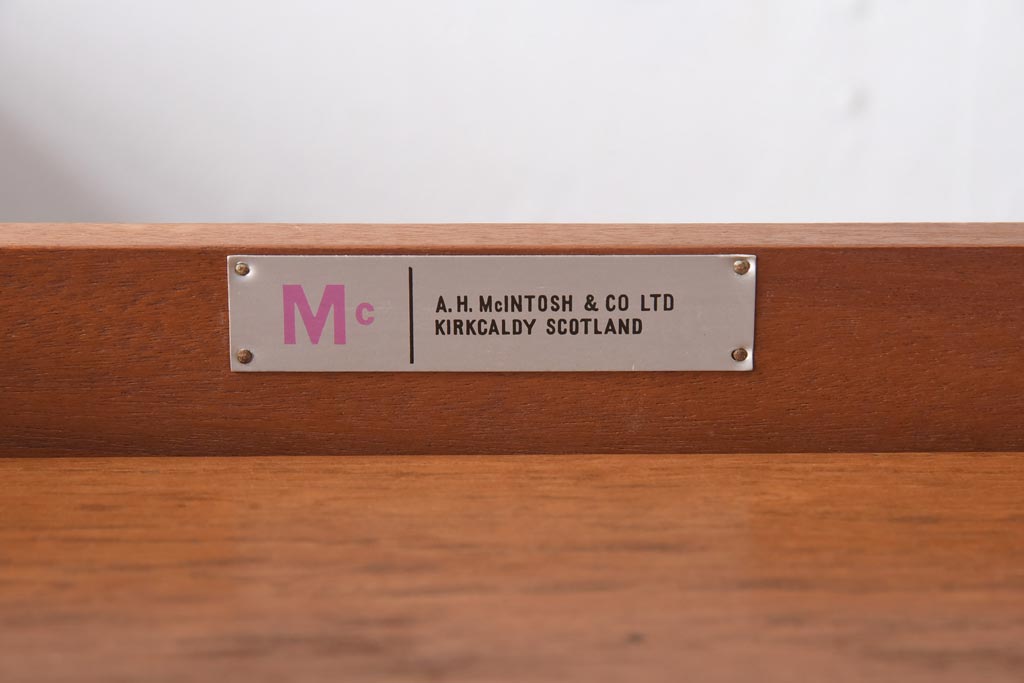 Mc
A. H. McINTOSH & CO LTD
KIRKCALDY SCOTLAND